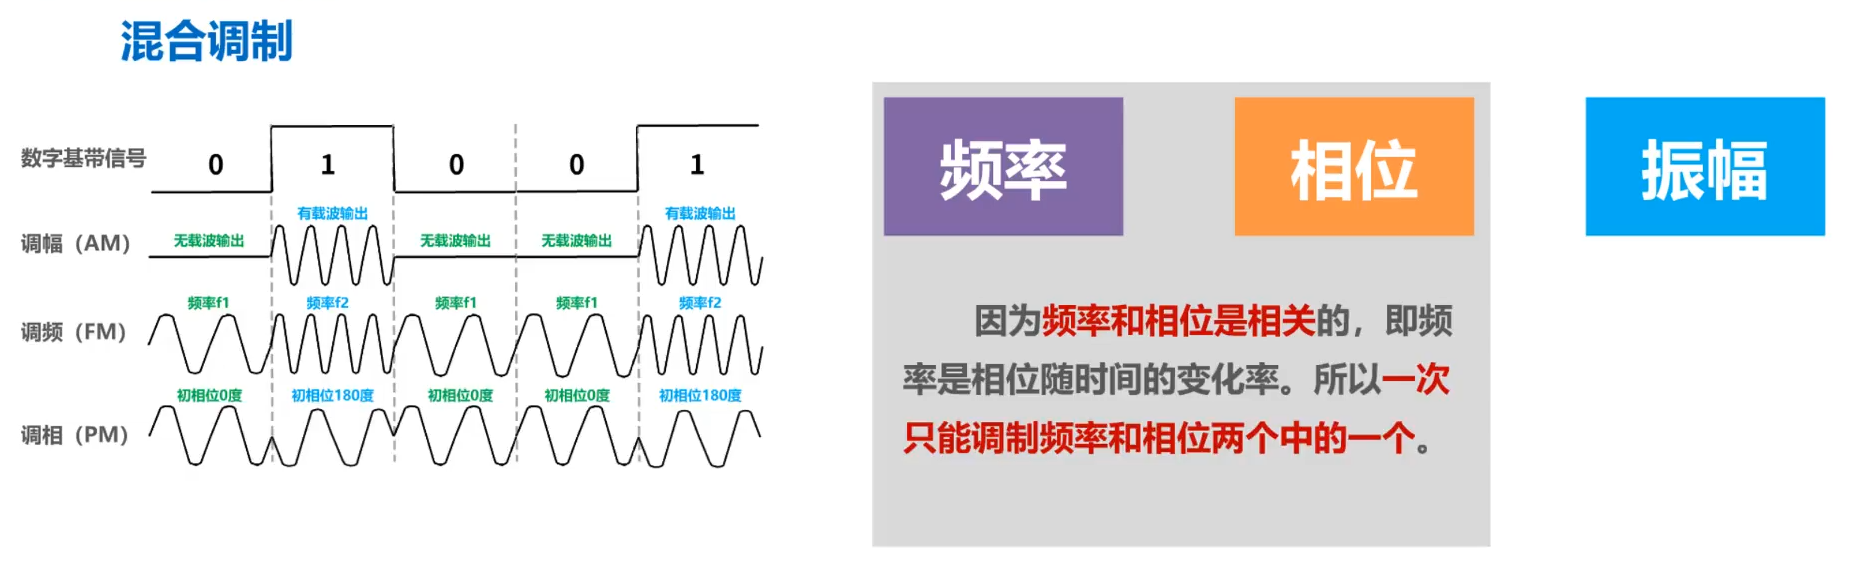 混合调制
数字基带信号
0 1 0 0 1
有载波输出 有载波输出
调幅（AM） 无载波输出 无载波输出 无载波输出
频率f1 频率f2 频率f1 频率f1 频率f2
调频（FM）
初相位0度 初相位180度 初相位0度 初相位0度 初相位180度
调相（PM）
频率 相位 振幅
因为频率和相位是相关的，即频
率是相位随时间的变化率。所以一次
只能调制频率和相位两个中的一个。